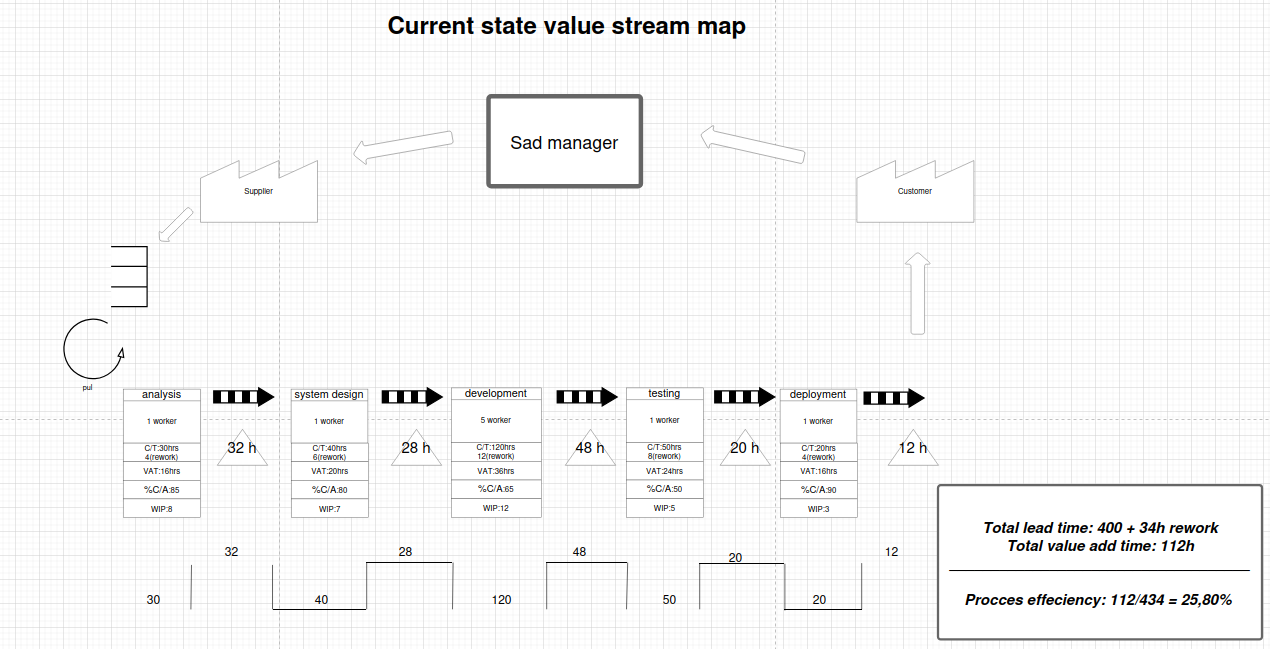 Current state value stream map
Sad manager
Supplier
Customer
pul
analysis
1 worker
C/T:30hrs
4(rework)
VAT:16hrs
%C/A:85
WIP:8
32 h
system design
1 worker
C/T:40hrs
6(rework)
VAT:20hrs
%C/A:80
WIP:7
28 h
development
5 worker
C/T:120hrs
12(rework)
VAT:36hrs
%C/A:65
WIP:12
48 h
testing
1 worker
C/T:50hrs
8(rework)
VAT:24hrs
%C/A:50
WIP:5
20 h
deployment
1 worker
C/T:20hrs
4(rework)
VAT:16hrs
%C/A:90
WIP:3
12 h
32
28
48
20
12
30
40
120
50
20
Total lead time: 400 + 34h rework
Total value add time: 112h
Procces effeciency: 112/434 = 25,80%